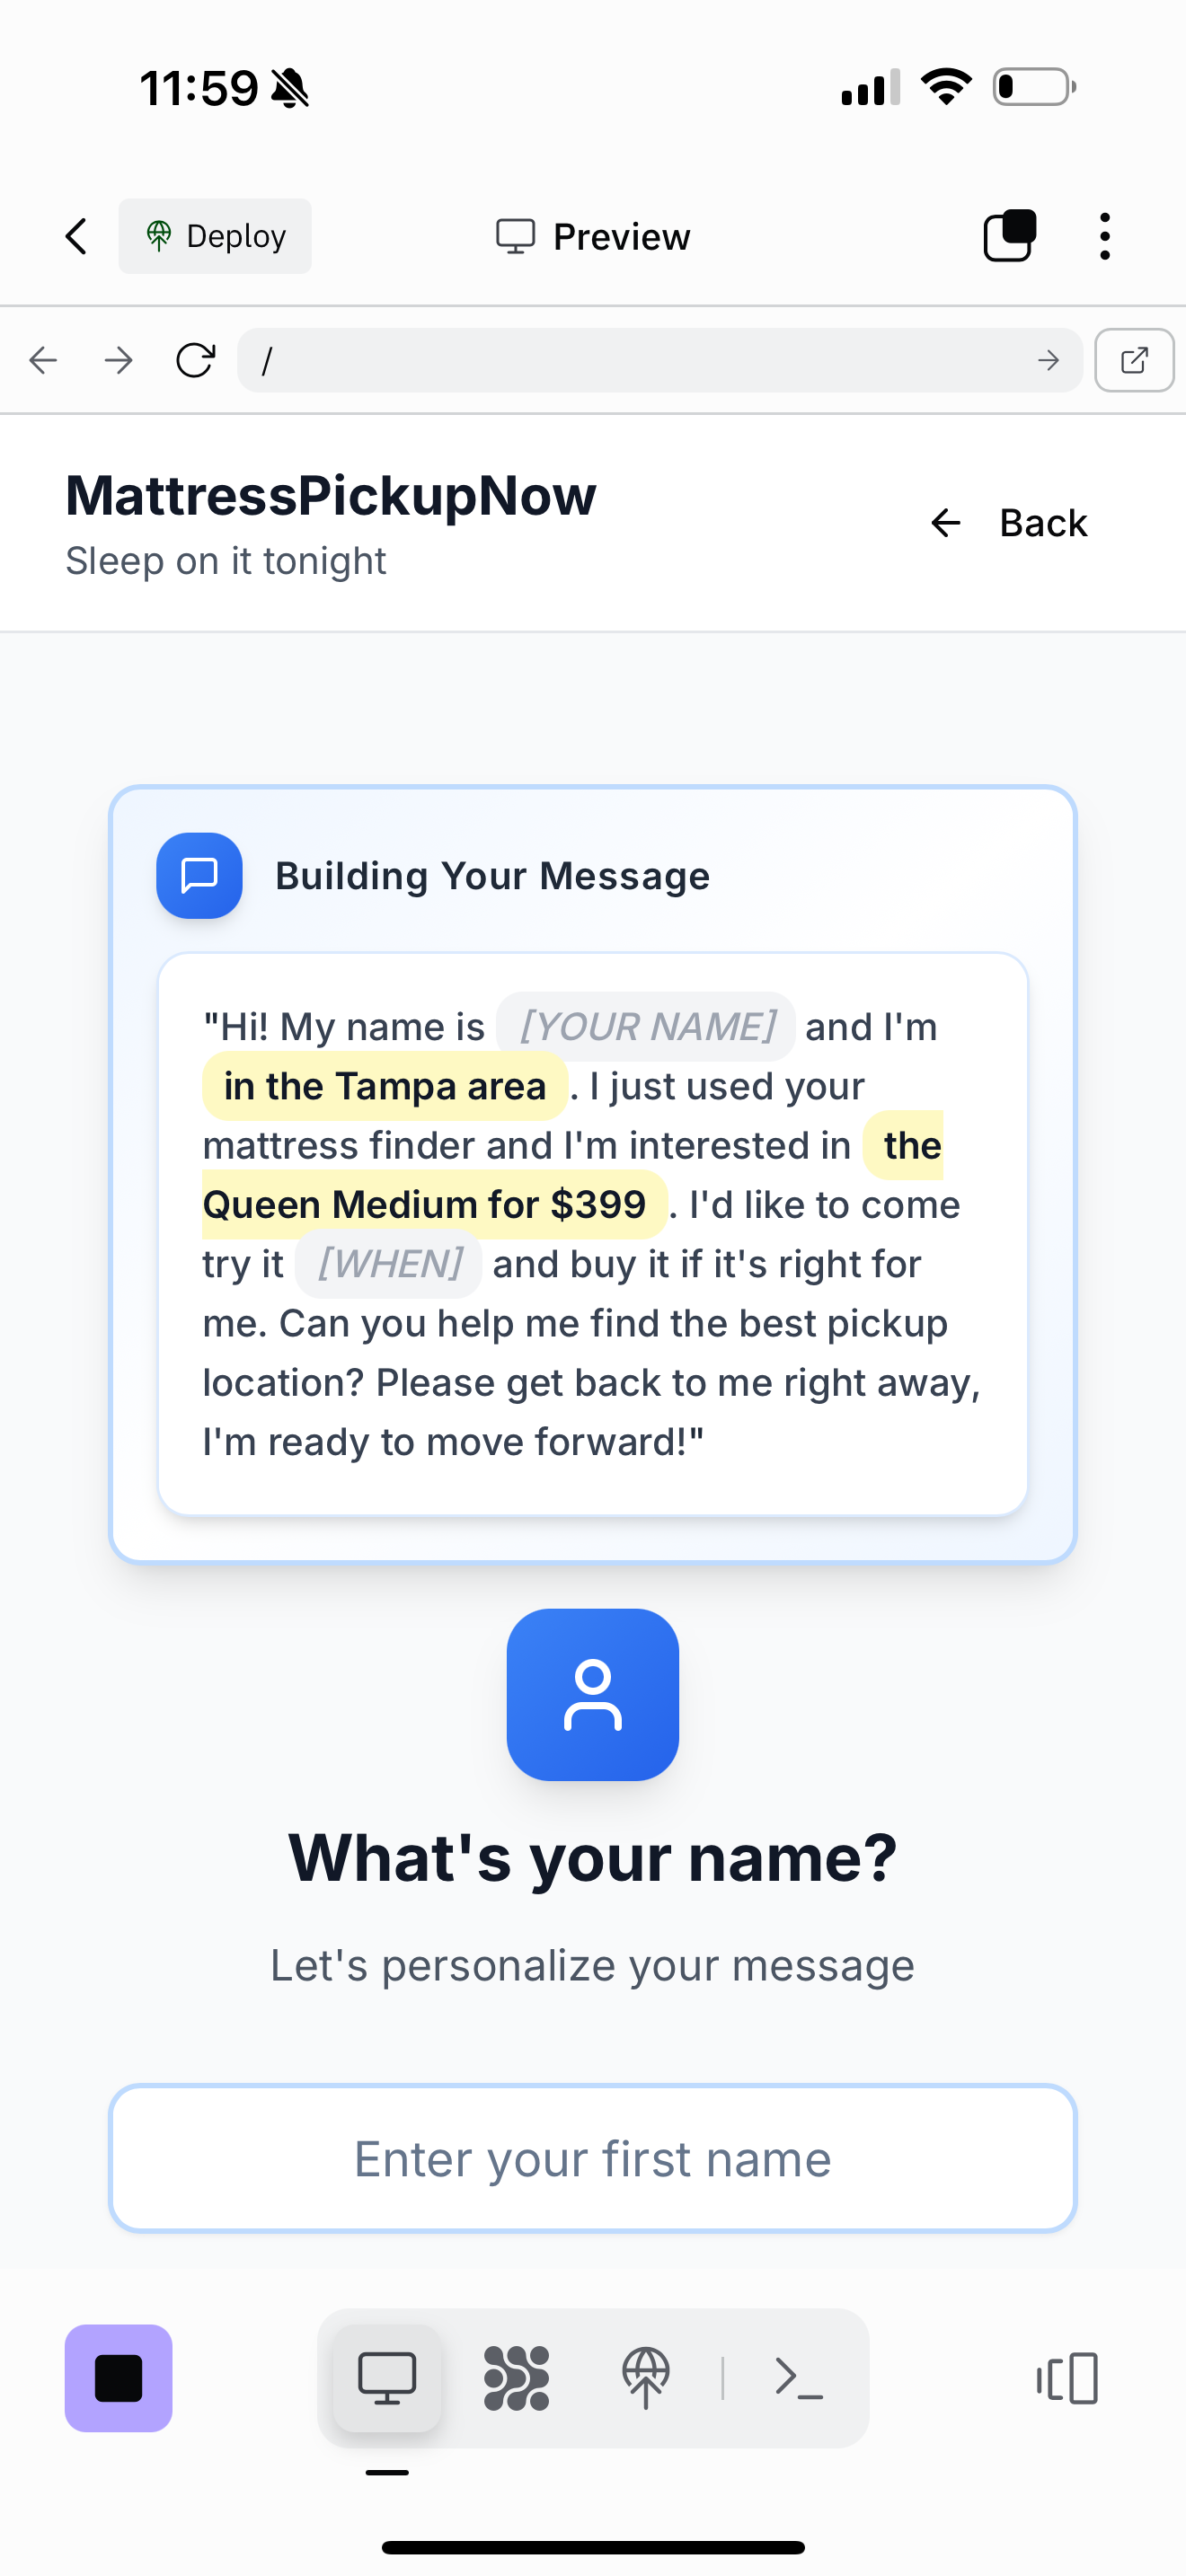 11:59
Deploy
Preview
/
MattressPickupNow
Sleep on it tonight
Back
Building Your Message
"Hi! My name is [YOUR NAME] and I'm
in the Tampa area. I just used your
mattress finder and I'm interested in the
Queen Medium for $399. I'd like to come
try it [WHEN] and buy it if it's right for
me. Can you help me find the best pickup
location? Please get back to me right away,
I'm ready to move forward!"
What's your name?
Let's personalize your message
Enter your first name